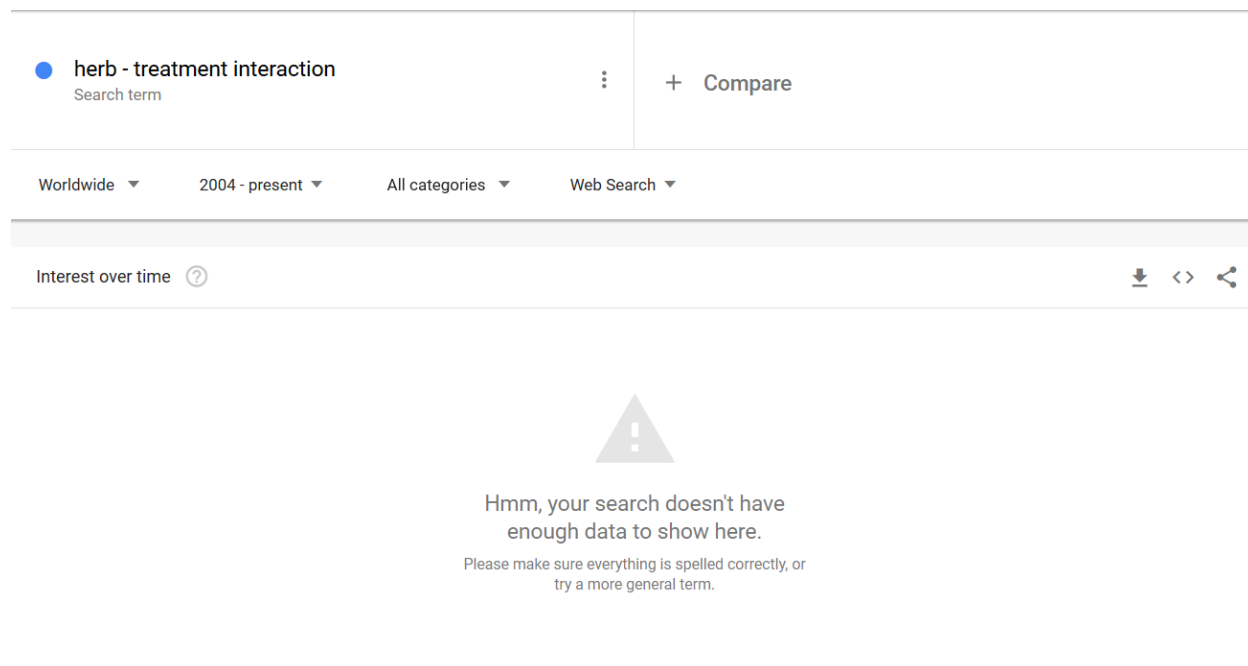 herb - treatment interaction
Search term
+ Compare
Worldwide
2004 - present
All categories
Web Search
Interest over time ?
<>
Hmm, your search doesn't have
enough data to show here.
Please make sure everything is spelled correctly, or
try a more general term.